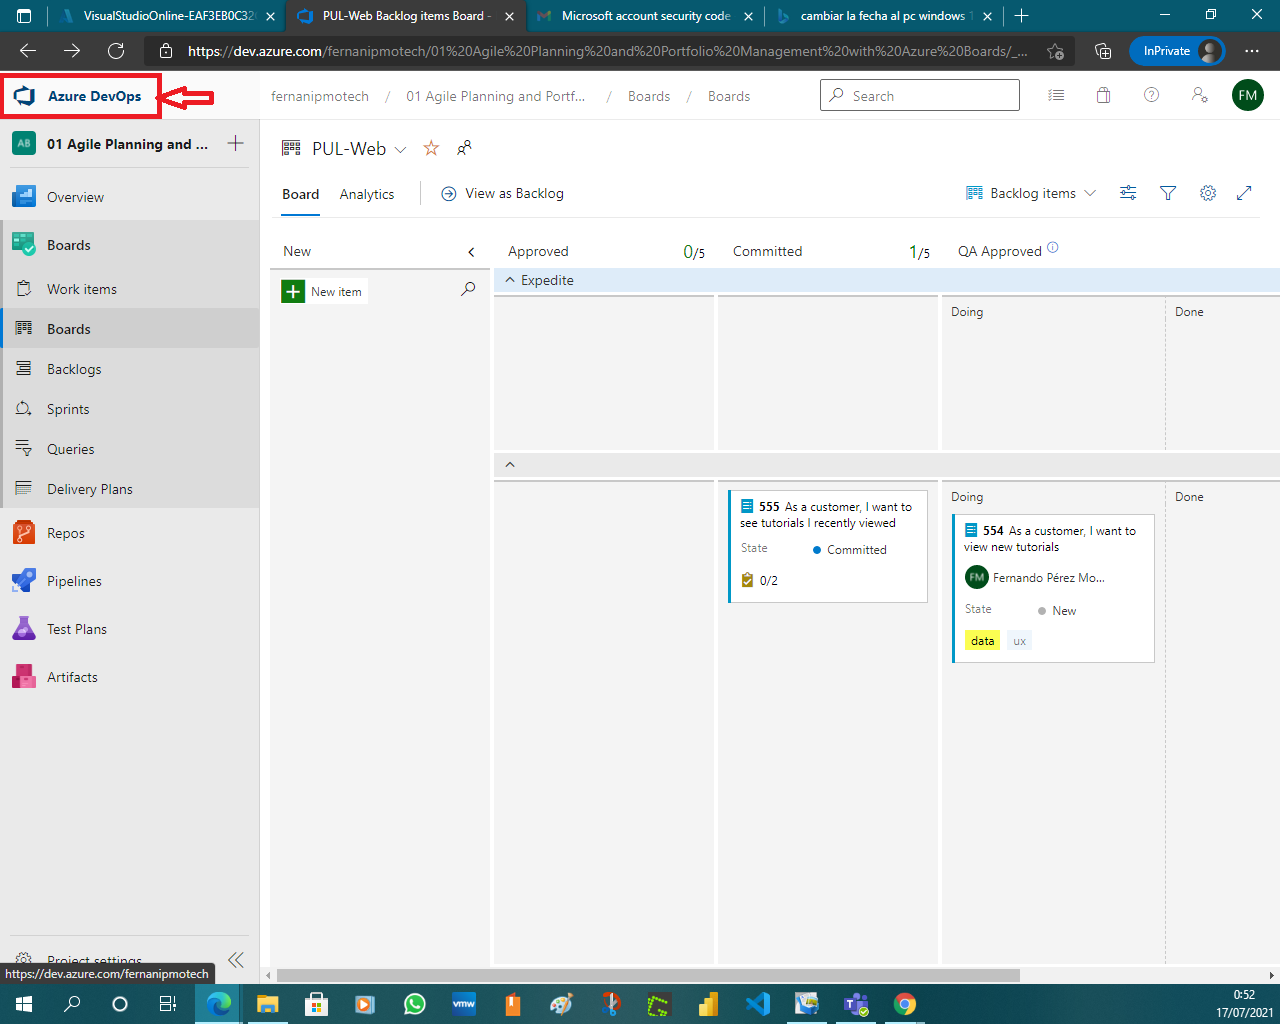 VisualStudioOnline-EAF3EB0C32
PUL-Web Backlog items Board -
Microsoft account security code
cambiar la fecha al pc windows 1
https://dev.azure.com/fernanipmotech/01%20Agile%20Planning%20and%20Portfolio%20Management%20with%20Azure%20Boards/_...
InPrivate
Azure DevOps
fernanipmotech / 01 Agile Planning and Portf... / Boards / Boards
Search
FM
AB 01 Agile Planning and ...
PUL-Web
Overview
Board Analytics View as Backlog
Backlog items
Boards
Work items
Boards
Backlogs
Sprints
Queries
Delivery Plans
Repos
Pipelines
Test Plans
Artifacts
Project settings
https://dev.azure.com/fernanipmotech
New
Approved 0/5
Committed 1/5
QA Approved
New item
Expedite
Doing Done
Doing Done
555 As a customer, I want to
see tutorials I recently viewed
State Committed
0/2
554 As a customer, I want to
view new tutorials
FM Fernando Pérez Mo...
State New
data ux
vmw
0:52
17/07/2021